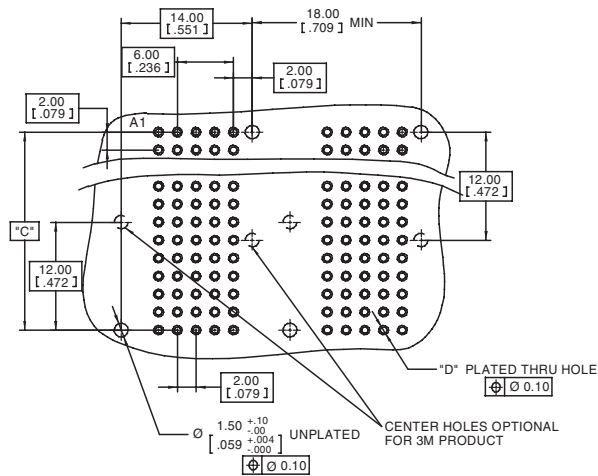 14.00
[ .551 ]
18.00
[ .709 ] MIN
6.00
[ .236 ]
2.00
[ .079 ]
2.00
[ .079 ]
A1
12.00
[ .472 ]
"C"
12.00
[ .472 ]
2.00
[ .079 ]
"D" PLATED THRU HOLE
⌖ Ø 0.10
Ø 1.50 +.10 -.00
[ .059 +.004 -.000 ] UNPLATED
⌖ Ø 0.10
CENTER HOLES OPTIONAL
FOR 3M PRODUCT